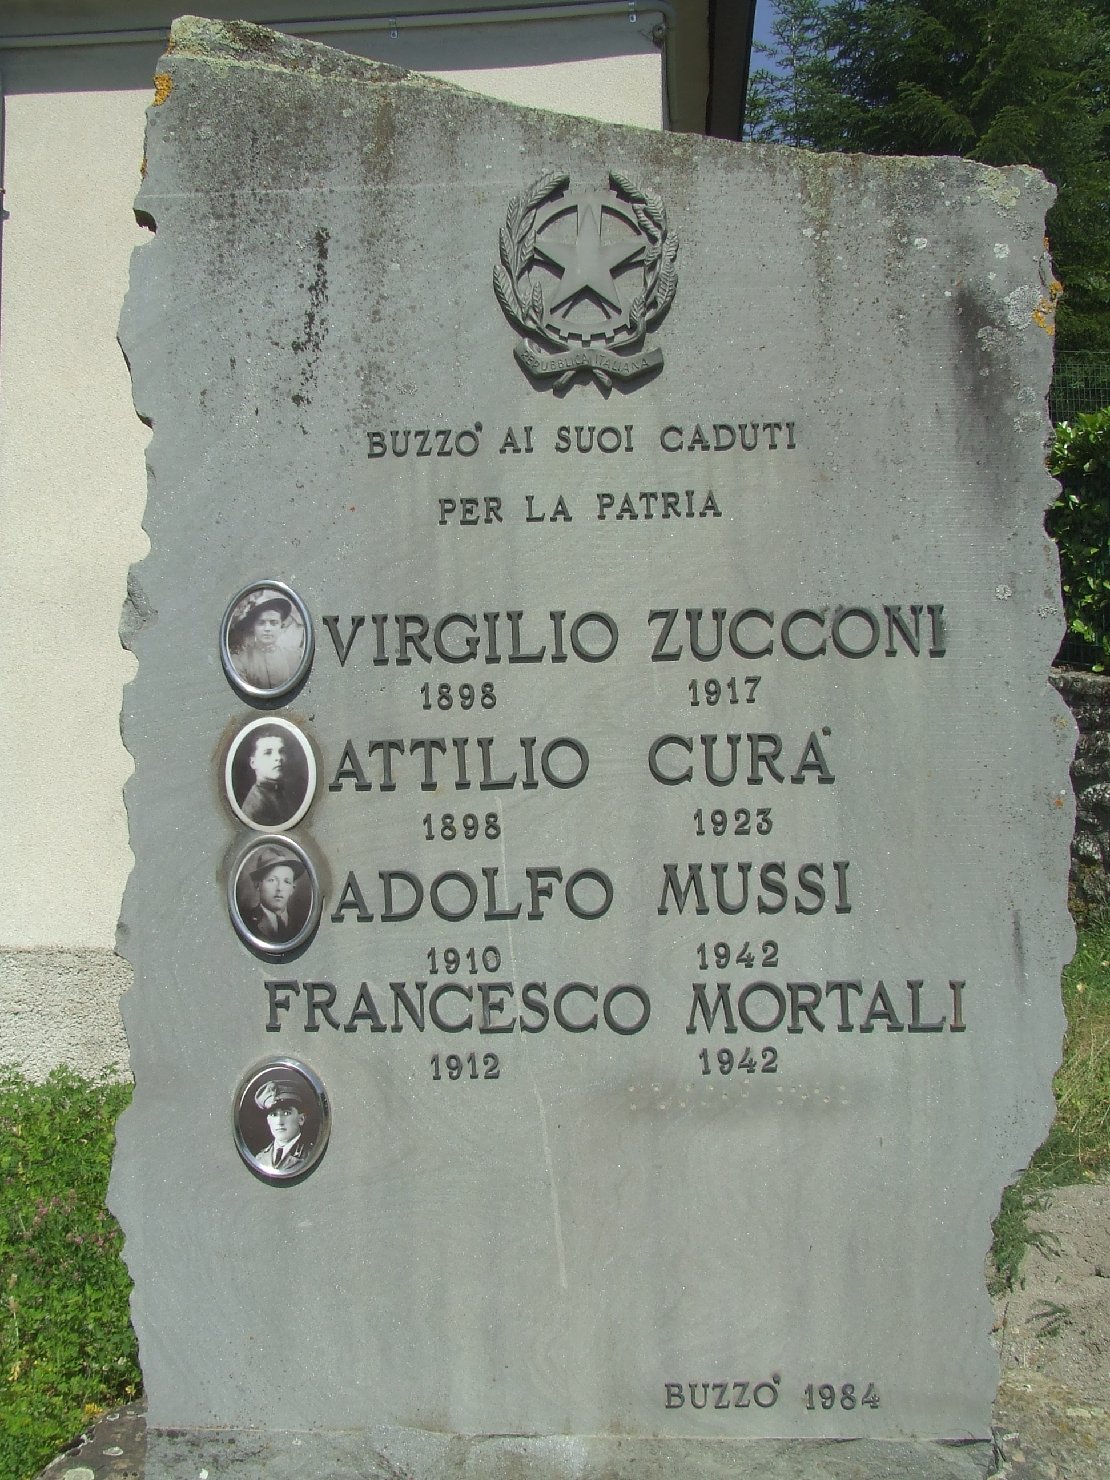 REPUBBLICA ITALIANA
BUZZO' AI SUOI CADUTI
PER LA PATRIA
VIRGILIO ZUCCONI
1898 1917
ATTILIO CURA'
1898 1923
ADOLFO MUSSI
1910 1942
FRANCESCO MORTALI
1912 1942
BUZZO' 1984